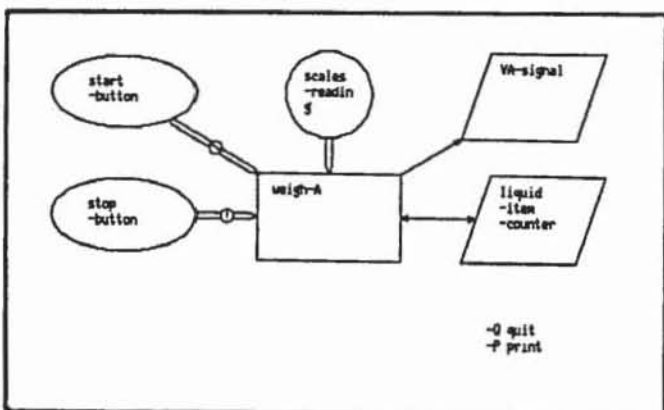 start
-button
scales
-readin
g
VA-signal
stop
-button
weigh-A
liquid
-item
-counter
-Q quit
-P print